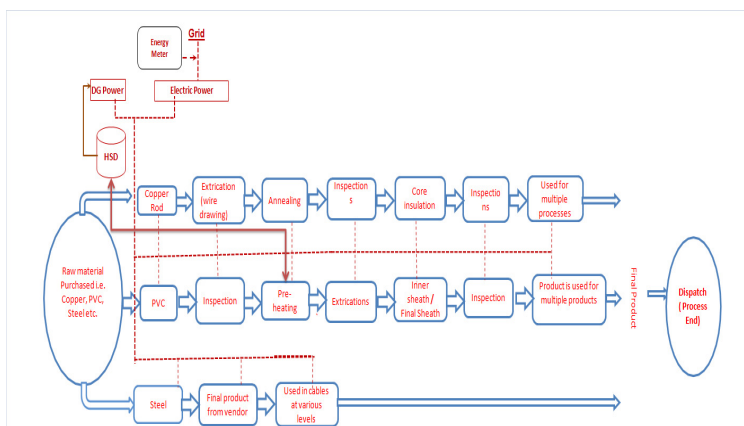 Grid
Energy
Meter
DG Power
Electric Power
HSD
Copper
Rod
Extrication
(wire
drawing)
Annealing
Inspection
s
Core
insulation
Inspectio
ns
Used for
multiple
processes
Raw material
Purchased i.e.
Copper, PVC,
Steel etc.
PVC
Inspection
Pre-
heating
Extrications
Inner
sheath /
Final Sheath
Inspection
Product is used for
multiple products
Final Product
Dispatch
( Process
End)
Steel
Final product
from vendor
Used in cables
at various
levels